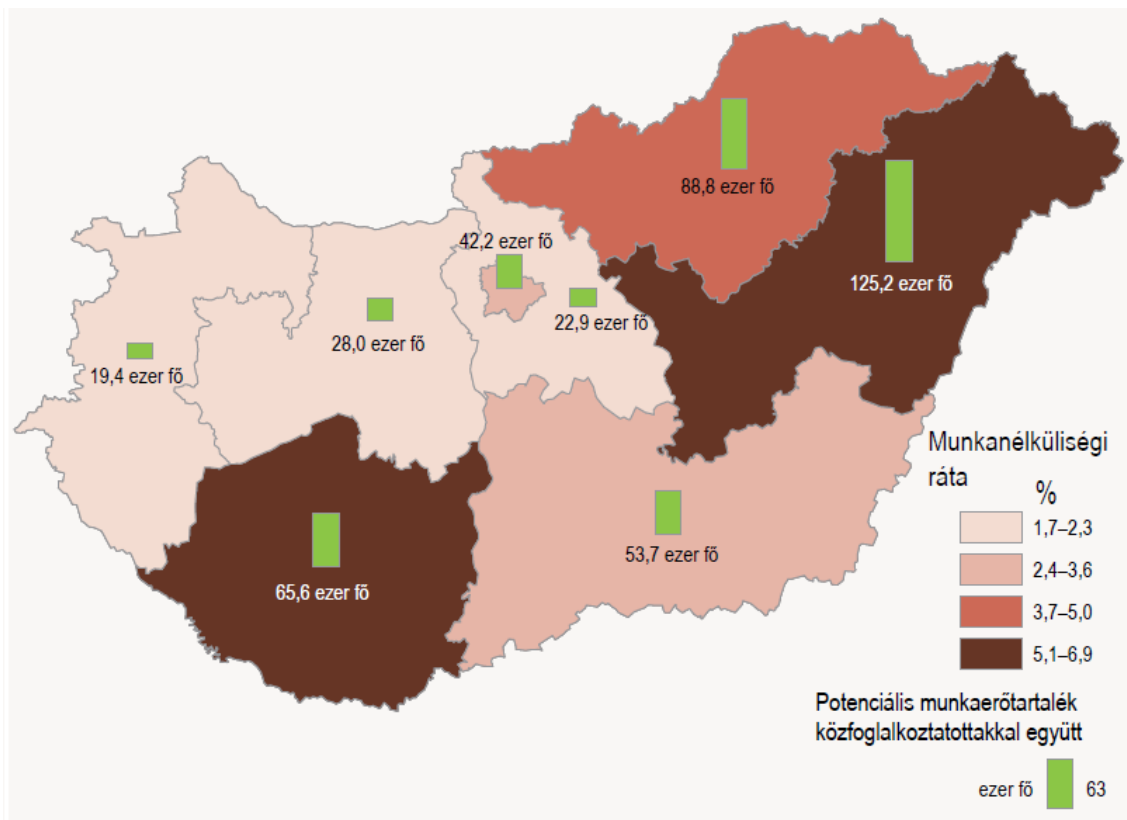 88,8 ezer fő
42,2 ezer fő
125,2 ezer fő
22,9 ezer fő
28,0 ezer fő
19,4 ezer fő
53,7 ezer fő
65,6 ezer fő
Munkanélküliségi
ráta
%
1,7–2,3
2,4–3,6
3,7–5,0
5,1–6,9
Potenciális munkaerőtartalék
közfoglalkoztatottakkal együtt
ezer fő 63